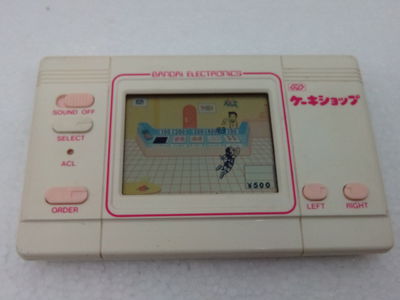 BANDAI ELECTRONICS
SOUND OFF
SELECT
ACL
ORDER
ケーキショップ
LEFT
RIGHT
¥500